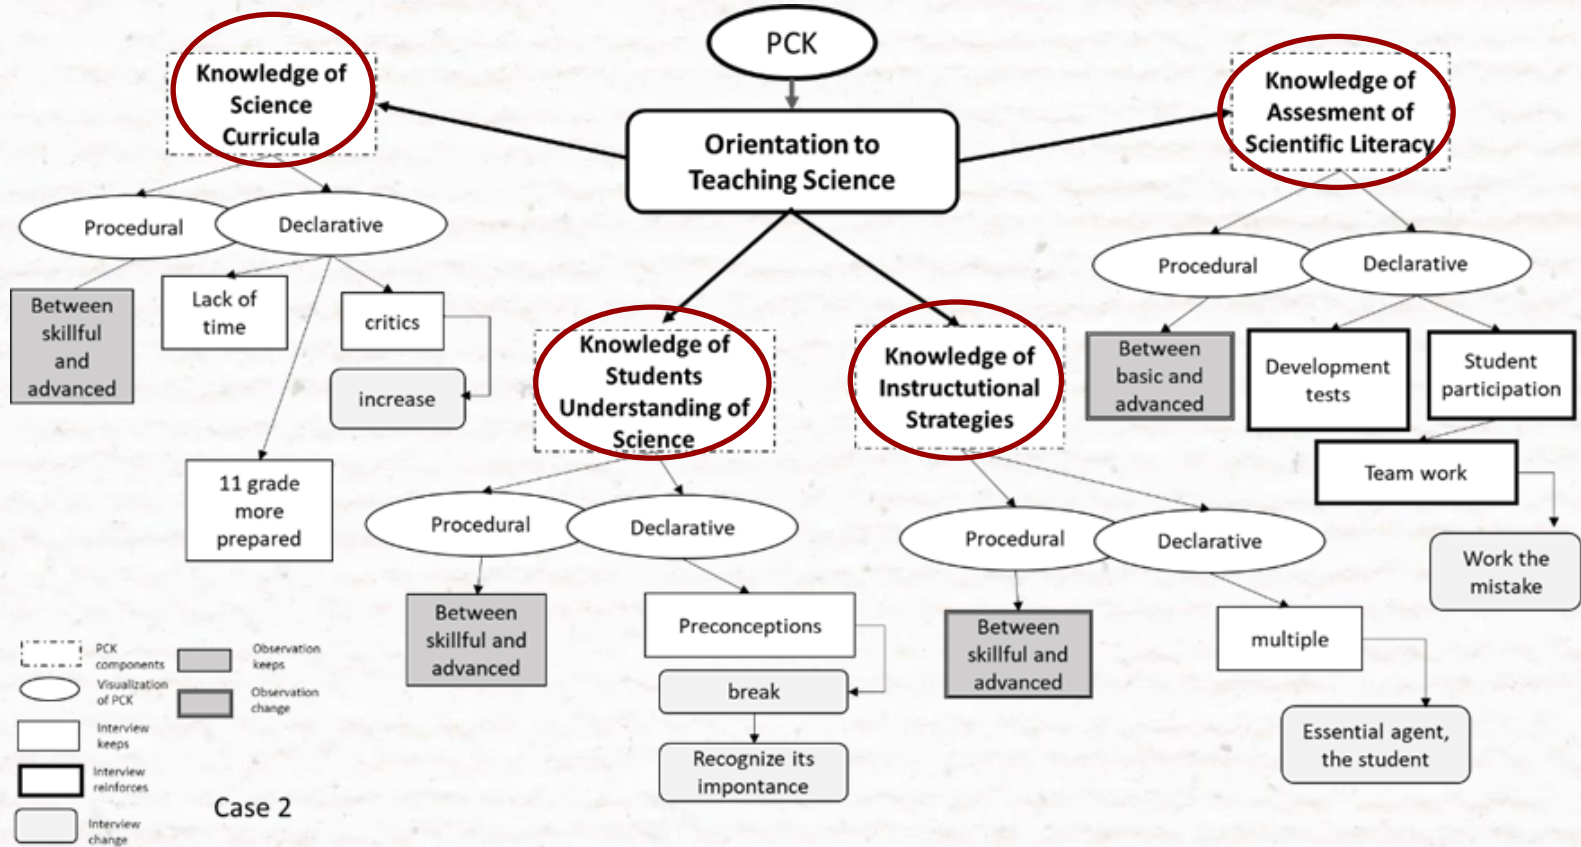 PCK
Orientation to
Teaching Science
Knowledge of
Science
Curricula
Procedural
Declarative
Between
skillful
and
advanced
Lack of
time
critics
increase
11 grade
more
prepared
Knowledge of
Students
Understanding of
Science
Procedural
Declarative
Between
skillful and
advanced
Preconceptions
break
Recognize its
impontance
Knowledge of
Instructutional
Strategies
Procedural
Declarative
Between
skillful and
advanced
multiple
Essential agent,
the student
Knowledge of
Assesment of
Scientific Literacy
Procedural
Declarative
Between
basic and
advanced
Development
tests
Student
participation
Team work
Work the
mistake
PCK
components
Visualization
of PCK
Interview
keeps
Interview
reinforces
Interview
change
Observation
keeps
Observation
change
Case 2